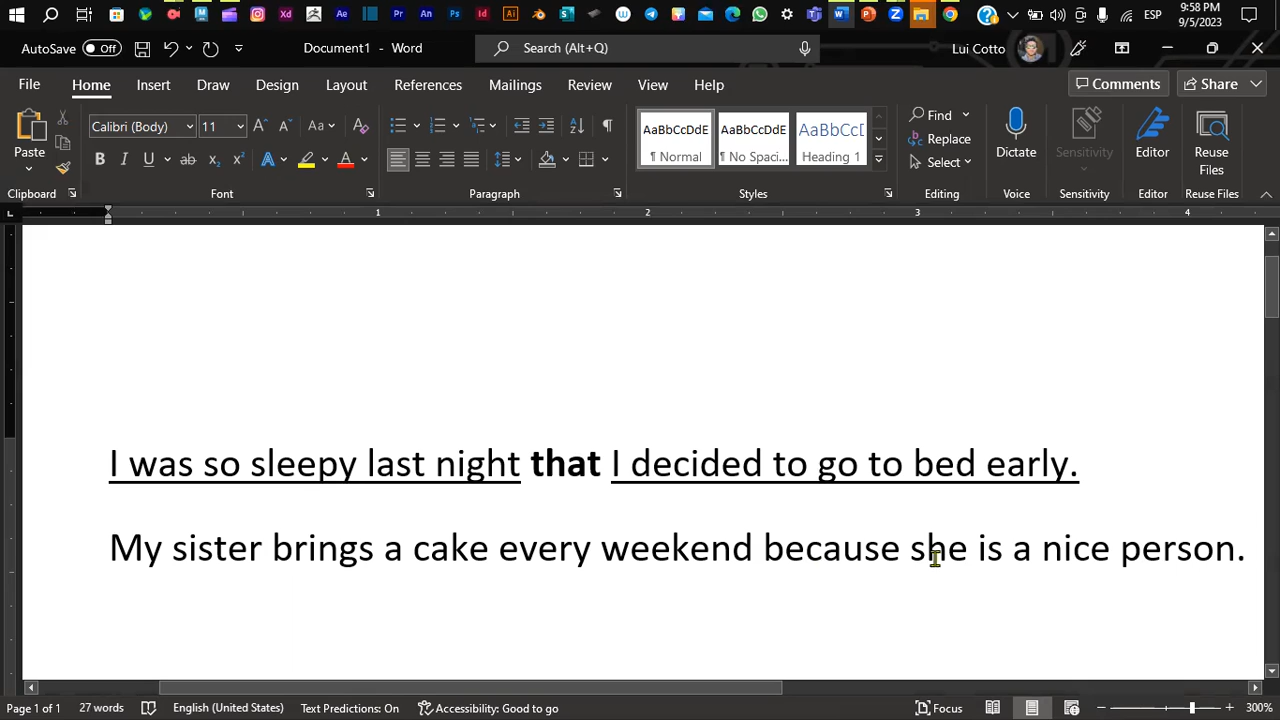 9:58 PM
ESP
9/5/2023
AutoSave Off
Document1 - Word
Search (Alt+Q)
Lui Cotto
File Home Insert Draw Design Layout References Mailings Review View Help
Comments Share
Paste
Calibri (Body) 11
AaBbCcDdE AaBbCcDdE AaBbCcD
¶ Normal ¶ No Spaci... Heading 1
Find
Replace
Select
Dictate
Sensitivity
Editor
Reuse Files
Clipboard Font Paragraph Styles Editing Voice Sensitivity Editor Reuse Files
1 2 3 4
I was so sleepy last night that I decided to go to bed early.
My sister brings a cake every weekend because she is a nice person.
Page 1 of 1 27 words English (United States) Text Predictions: On Accessibility: Good to go Focus 300%